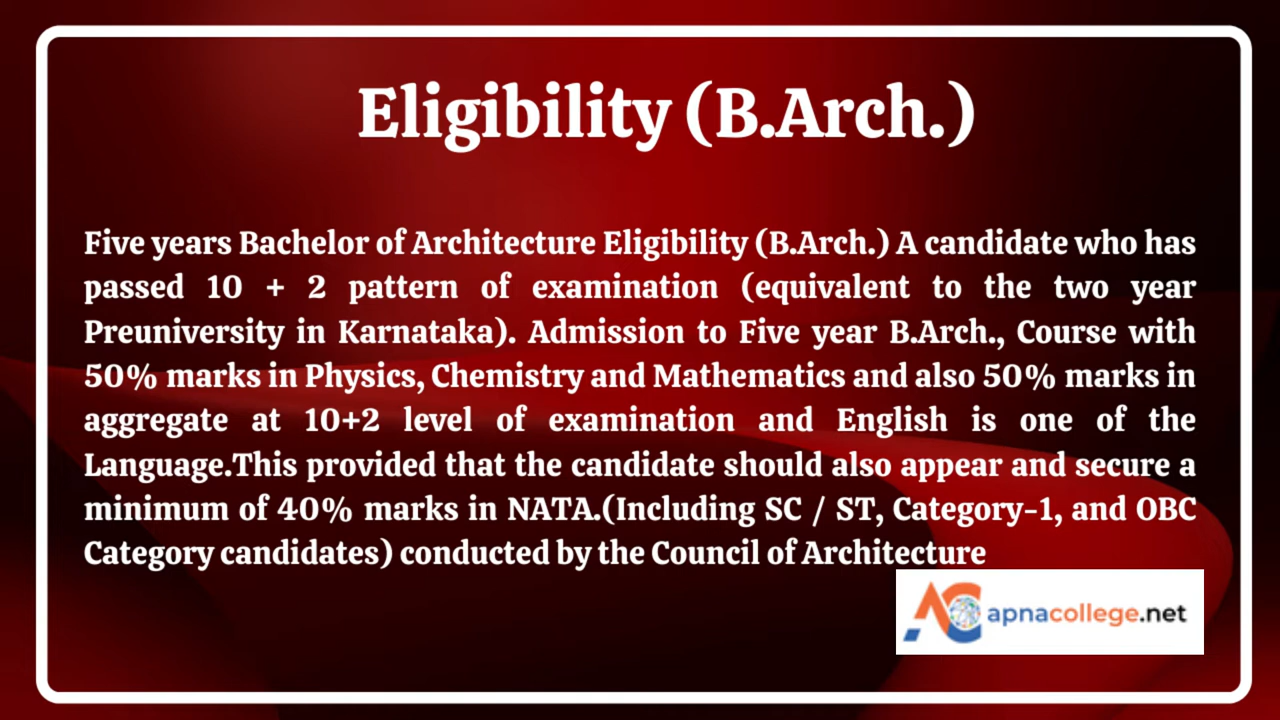 Eligibility (B.Arch.)
Five years Bachelor of Architecture Eligibility (B.Arch.) A candidate who has
passed 10 + 2 pattern of examination (equivalent to the two year
Preuniversity in Karnataka). Admission to Five year B.Arch., Course with
50% marks in Physics, Chemistry and Mathematics and also 50% marks in
aggregate at 10+2 level of examination and English is one of the
Language.This provided that the candidate should also appear and secure a
minimum of 40% marks in NATA.(Including SC / ST, Category-1, and OBC
Category candidates) conducted by the Council of Architecture
AC apnacollege.net